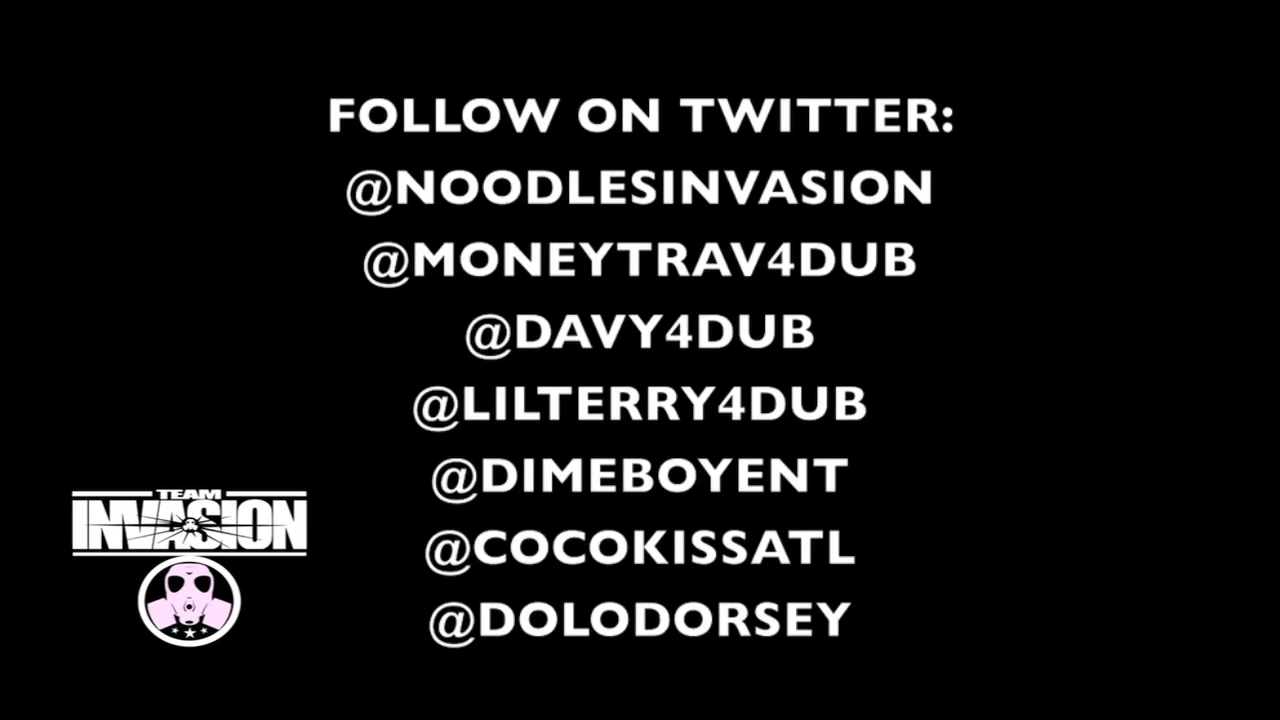 FOLLOW ON TWITTER:
@NOODLESINVASION
@MONEYTRAV4DUB
@DAVY4DUB
@LILTERRY4DUB
@DIMEBOYENT
@COCOKISSATL
@DOLODORSEY
TEAM
INVASION